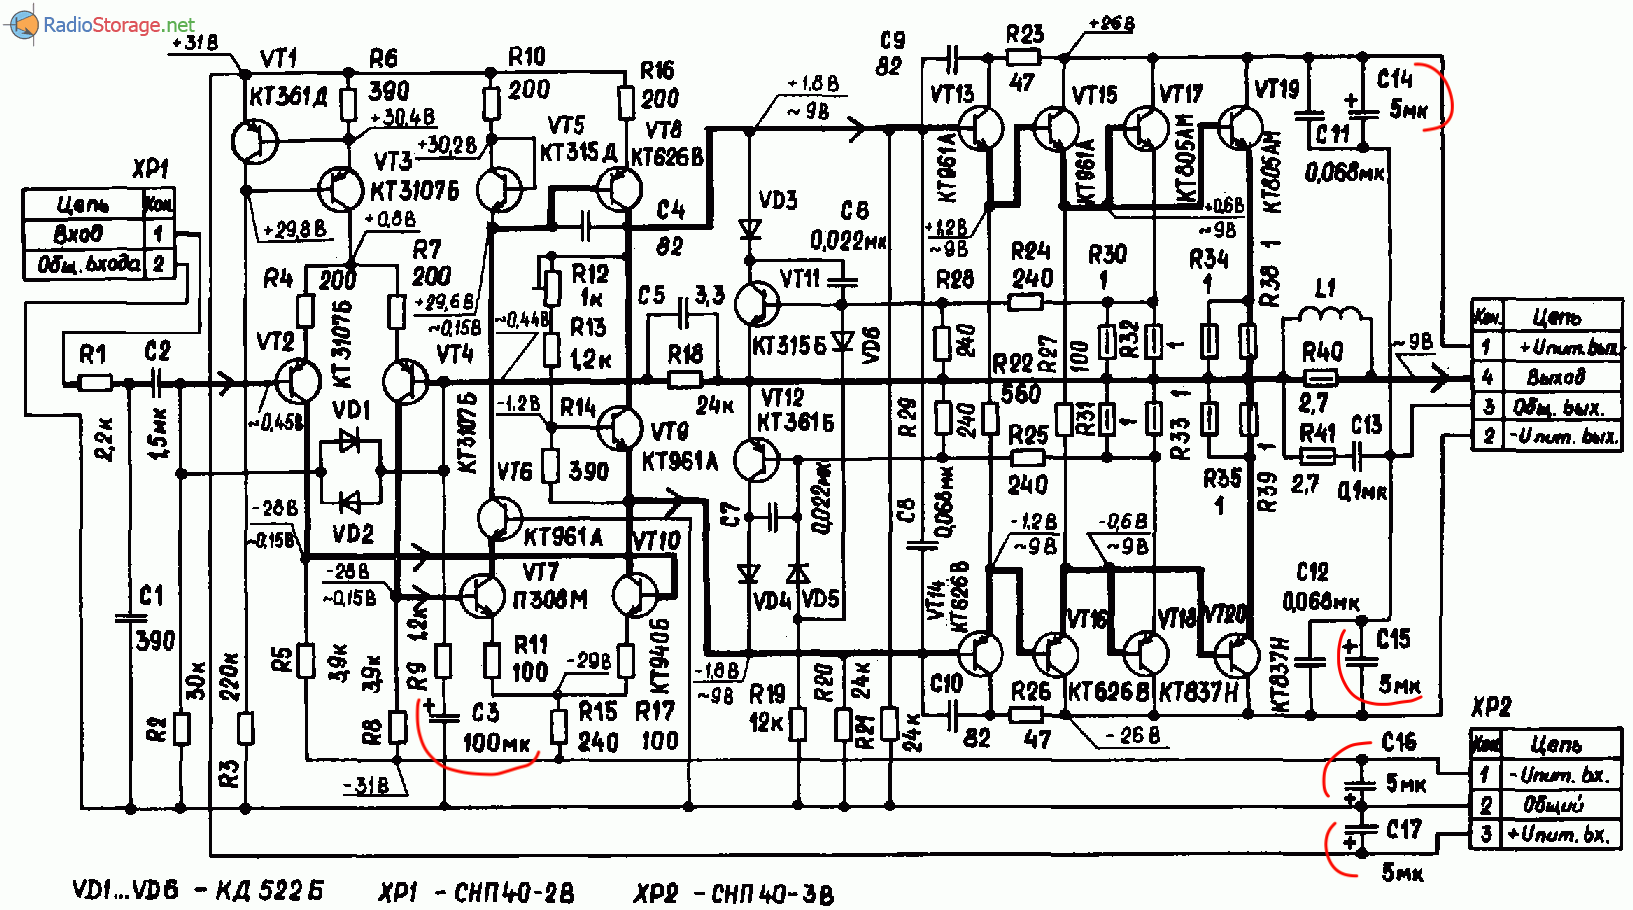 RadioStorage.net
+31В
VT1
КТ361Д
R6
390
R10
200
R16
200
+30,4В
+30,2В
VT5
КТ315Д
VT8
КТ626В
+1,8В
~9В
C9
82
R23
47
+26В
VT13
КТ961А
VT15
КТ961А
VT17
КТ805АМ
VT19
КТ805АМ
C14
5мк
C11
0,068мк
XP1
Цепь
Кон.
Вход
1
Общ. входа
2
VT3
КТ3107Б
+29,8В
+0,8В
R4
200
R7
200
+29,6В
~0,15В
C4
82
VD3
C6
0,022мк
+1,2В
~9В
+0,6В
~9В
R12
1к
R13
1,2к
~0,44В
C5
3,3
VT11
КТ315Б
R28
240
R24
240
R30
1
R34
1
R38
1
L1
Кон.
Цепь
1
+Uпит. вых.
4
Выход
3
Общ. вых.
2
-Uпит. вых.
R1
2,2к
C2
1,5мк
VT2
КТ3107Б
VT4
КТ3107Б
~0,45В
R18
24к
VD6
R22
560
R27
100
R32
1
R40
2,7
~9В
VD1
VD2
-1,2В
R14
390
VT9
КТ961А
VT12
КТ361Б
R29
240
R25
240
R31
1
R33
1
R35
1
R39
1
R41
2,7
C13
0,1мк
VT6
КТ961А
-28В
~0,15В
-28В
~0,15В
C7
0,022мк
C8
0,068мк
-1,2В
~9В
-0,6В
~9В
VT7
П308М
VT10
КТ940Б
VD4
VD5
VT14
КТ626В
VT16
КТ626В
VT18
КТ837Н
VT20
КТ837Н
C12
0,068мк
C15
5мк
C1
390
R2
30к
R3
220к
R5
3,9к
R8
3,9к
R9
1,2к
R11
100
-29В
-1,8В
~9В
C3
100мк
R15
240
R17
100
R19
12к
R20
24к
R21
24к
C10
82
R26
47
-26В
-31В
XP2
Кон.
Цепь
1
-Uпит. вх.
2
Общий
3
+Uпит. вх.
C16
5мк
C17
5мк
VD1...VD6 - КД522Б
XP1 - СНП40-2В
XP2 - СНП40-3В